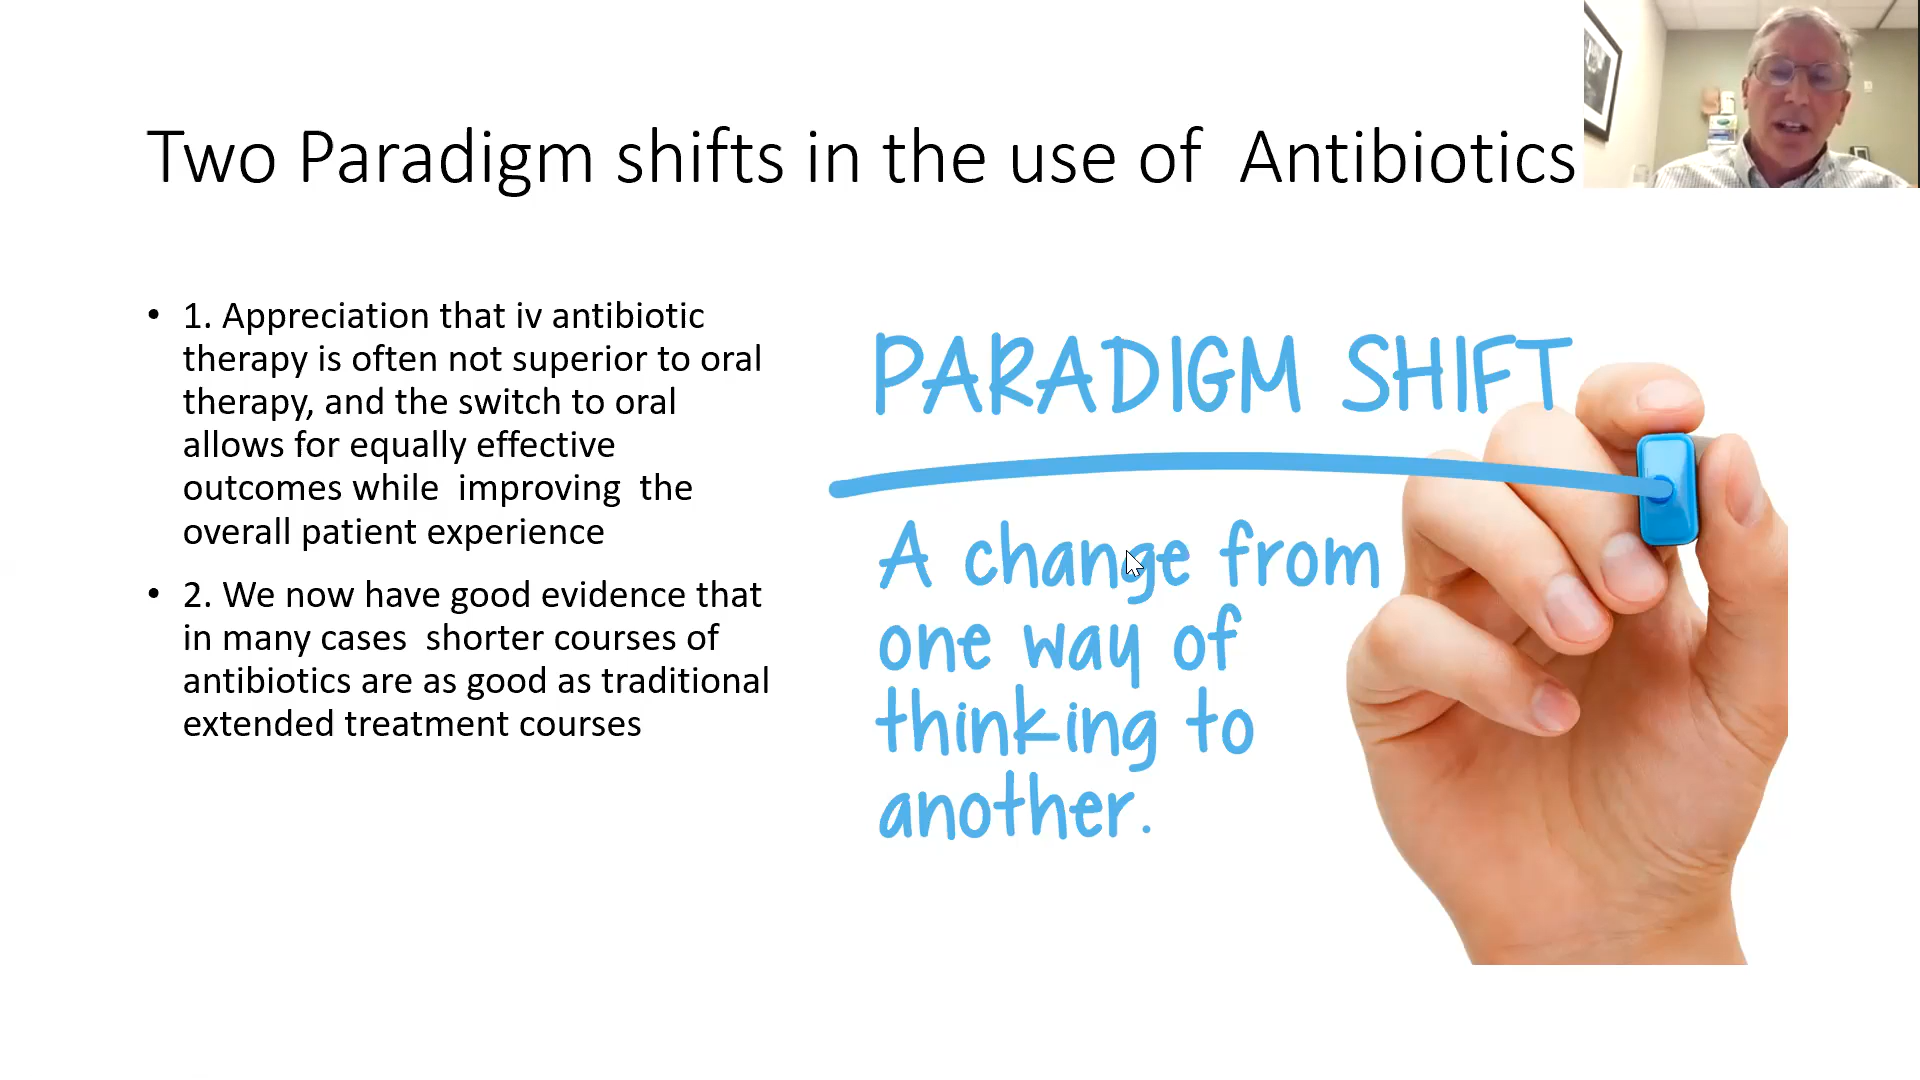 Two Paradigm shifts in the use of  Antibiotics
• 1. Appreciation that iv antibiotic
therapy is often not superior to oral
therapy, and the switch to oral
allows for equally effective
outcomes while  improving  the
overall patient experience
• 2. We now have good evidence that
in many cases  shorter courses of
antibiotics are as good as traditional
extended treatment courses
PARADIGM SHIFT
A change from
one way of
thinking to
another.